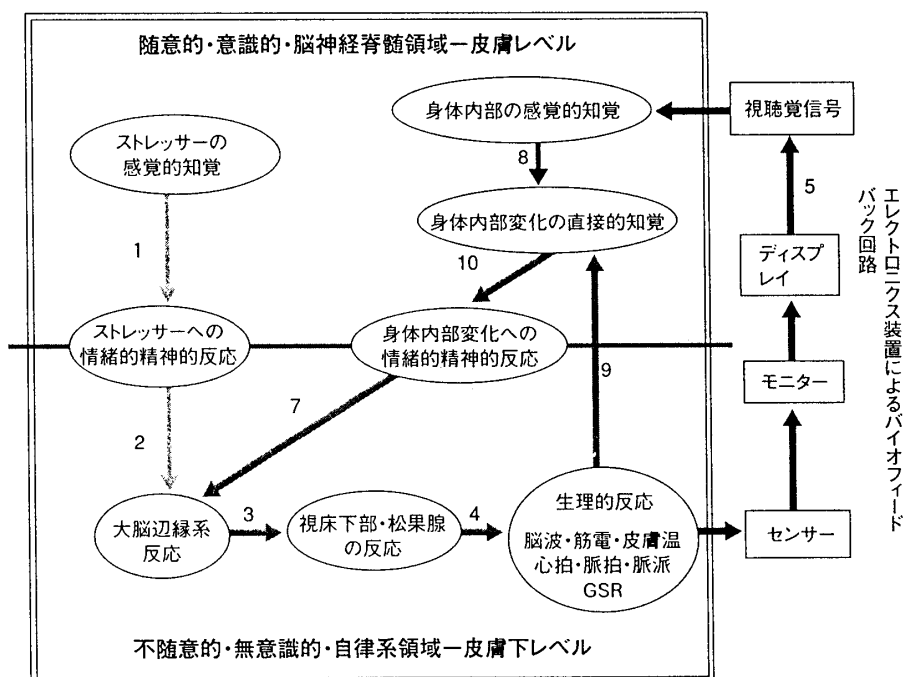 随意的・意識的・脳神経脊髄領域ー皮膚レベル
身体内部の感覚的知覚
視聴覚信号
ストレッサーの
感覚的知覚
8
5
身体内部変化の直接的知覚
1
10
ディスプ
レイ
エレクトロニクス装置によるバイオフィード
バック回路
ストレッサーへの
情緒的精神的反応
身体内部変化への
情緒的精神的反応
9
モニター
7
2
大脳辺縁系
反応
3
視床下部・松果腺
の反応
4
生理的反応
脳波・筋電・皮膚温
心拍・脈拍・脈派
GSR
センサー
不随意的・無意識的・自律系領域ー皮膚下レベル